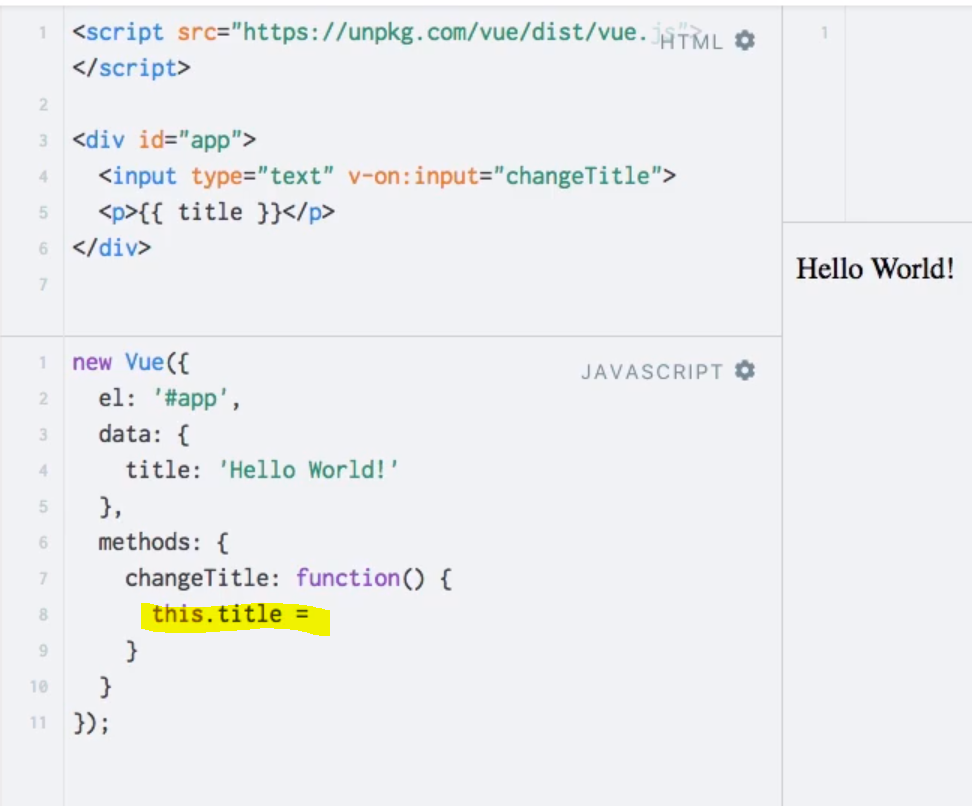 1 <script src="https://unpkg.com/vue/dist/vue.js">
HTML
</script>
2
3 <div id="app">
4   <input type="text" v-on:input="changeTitle">
5   <p>{{ title }}</p>
6 </div>
7
1 new Vue({
JAVASCRIPT
2   el: '#app',
3   data: {
4     title: 'Hello World!'
5   },
6   methods: {
7     changeTitle: function() {
8       this.title =
9     }
10   }
11 });
1
Hello World!